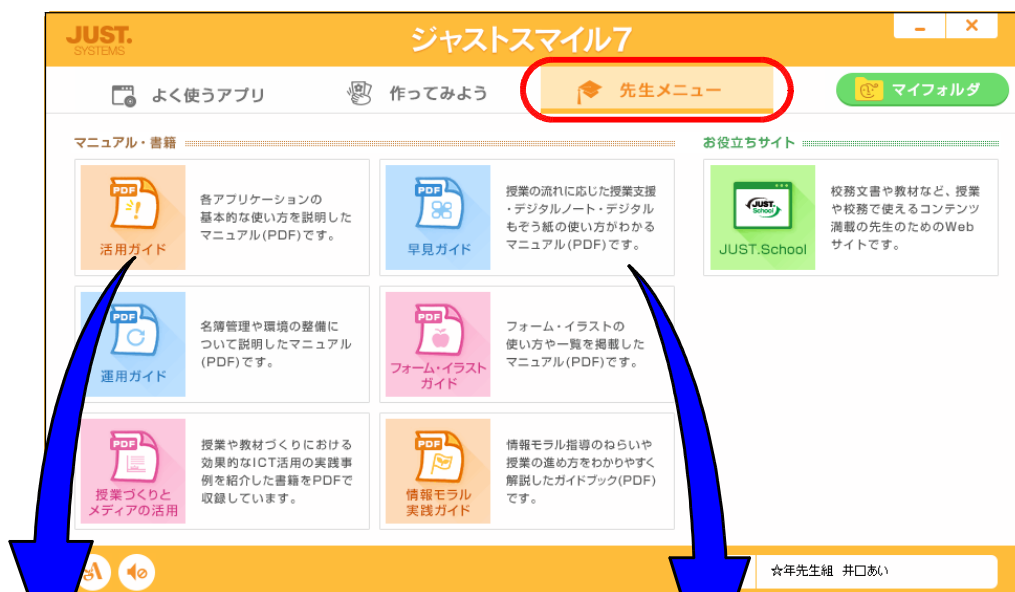 JUST.
SYSTEMS
ジャストスマイル7
よく使うアプリ
作ってみよう
先生メニュー
マイフォルダ
マニュアル・書籍
PDF
活用ガイド
各アプリケーションの
基本的な使い方を説明した
マニュアル(PDF)です。
PDF
早見ガイド
授業の流れに応じた授業支援
・デジタルノート・デジタル
もぞう紙の使い方がわかる
マニュアル(PDF)です。
お役立ちサイト
JUST.
School
JUST.School
校務文書や教材など、授業
や校務で使えるコンテンツ
満載の先生のためのWeb
サイトです。
PDF
運用ガイド
名簿管理や環境の整備に
ついて説明したマニュアル
(PDF)です。
PDF
フォーム・イラスト
ガイド
フォーム・イラストの
使い方や一覧を掲載した
マニュアル(PDF)です。
PDF
授業づくりと
メディアの活用
授業や教材づくりにおける
効果的なICT活用の実践事
例を紹介した書籍をPDFで
収録しています。
PDF
情報モラル
実践ガイド
情報モラル指導のねらいや
授業の進め方をわかりやすく
解説したガイドブック(PDF)
です。
☆年先生組 井口あい